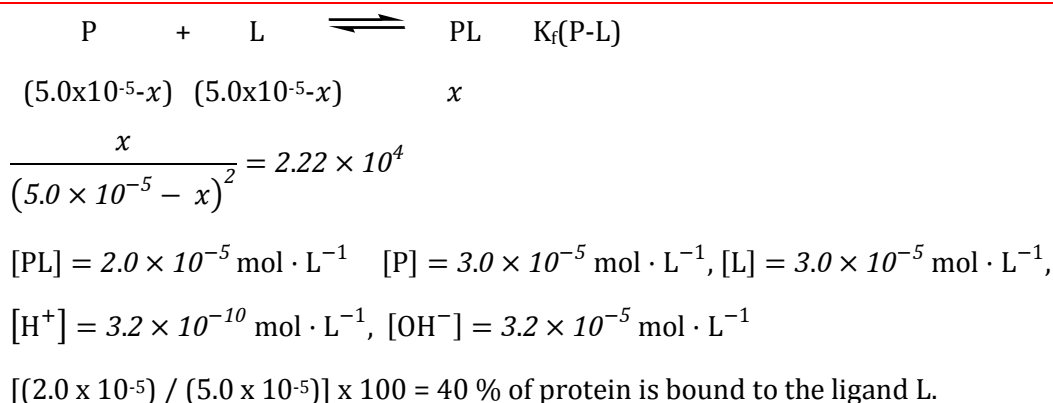 P + L ⇌ PL K_f(P-L)
(5.0x10^-5-x) (5.0x10^-5-x) x
x / (5.0 × 10^−5 − x)^2 = 2.22 × 10^4
[PL] = 2.0 × 10^−5 mol · L^−1 [P] = 3.0 × 10^−5 mol · L^−1, [L] = 3.0 × 10^−5 mol · L^−1,
[H^+] = 3.2 × 10^−10 mol · L^−1, [OH^−] = 3.2 × 10^−5 mol · L^−1
[(2.0 x 10^-5) / (5.0 x 10^-5)] x 100 = 40 % of protein is bound to the ligand L.